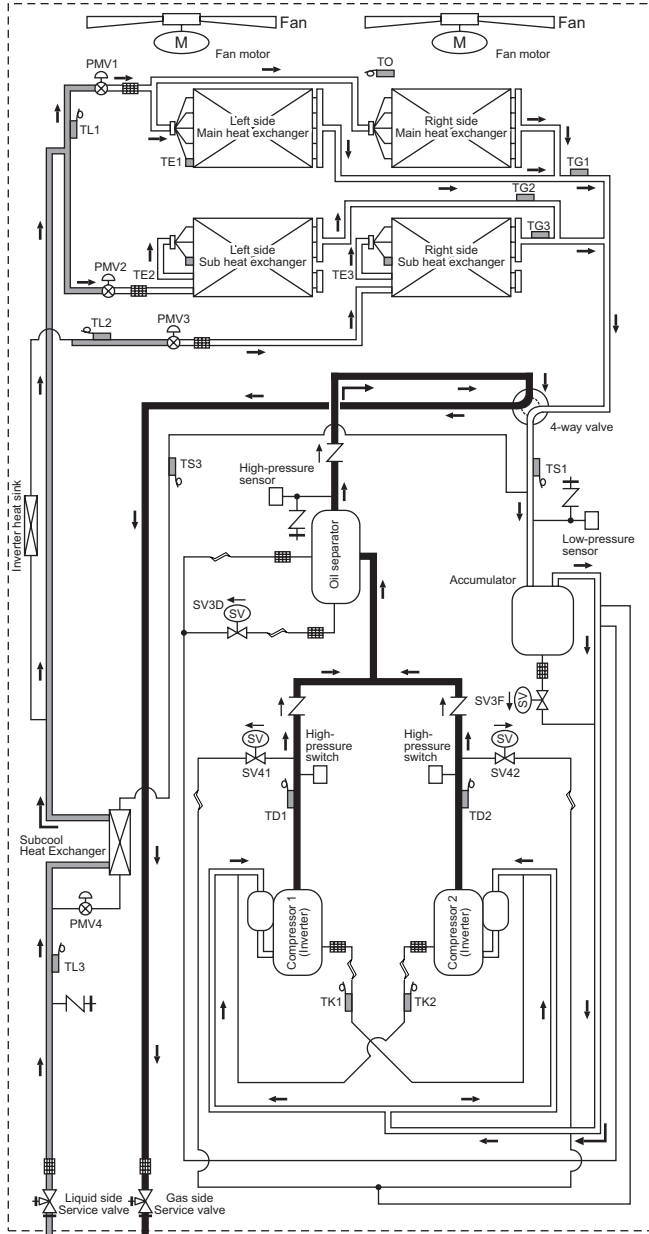 Fan
Fan
M
M
Fan motor
Fan motor
PMV1
TO
TL1
Left side
Main heat exchanger
Right side
Main heat exchanger
TE1
TG1
TG2
TG3
Left side
Sub heat exchanger
Right side
Sub heat exchanger
PMV2
TE2
TE3
TL2
PMV3
4-way valve
TS3
High-pressure
sensor
TS1
Inverter heat sink
Oil separator
Low-pressure
sensor
Accumulator
SV3D
SV
SV3F
SV
High-
pressure
switch
High-
pressure
switch
SV
SV
SV41
SV42
TD1
TD2
Subcool
Heat Exchanger
PMV4
Compressor 1
(Inverter)
Compressor 2
(Inverter)
TL3
TK1
TK2
Liquid side
Service valve
Gas side
Service valve